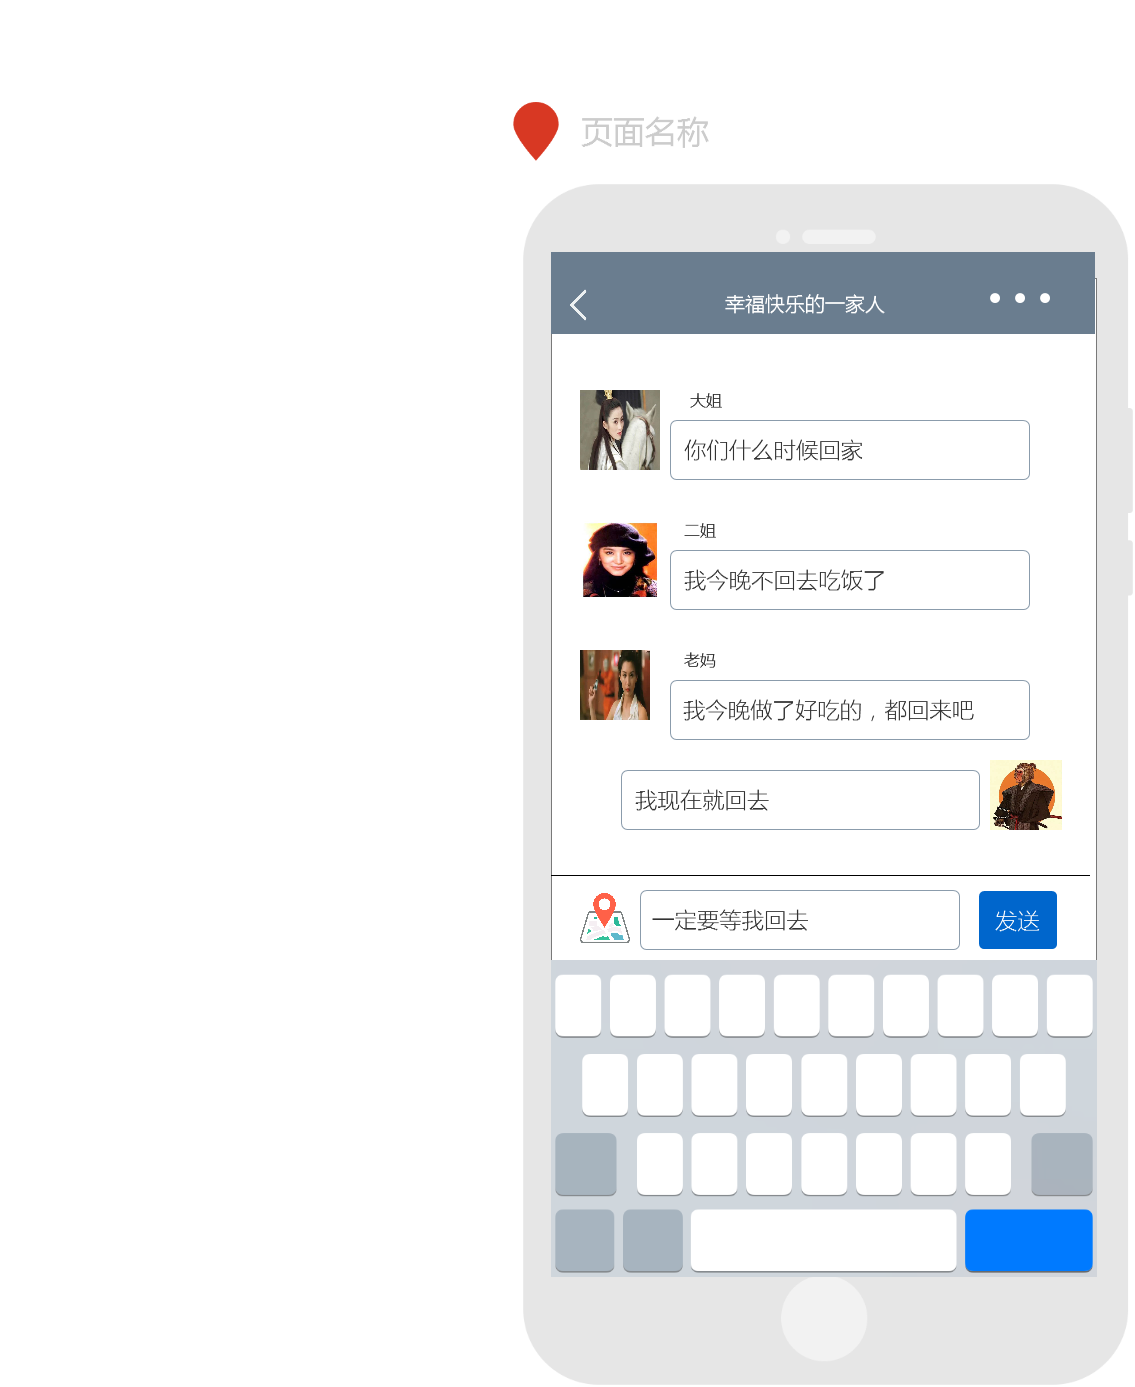 页面名称
幸福快乐的一家人
大姐
你们什么时候回家
二姐
我今晚不回去吃饭了
老妈
我今晚做了好吃的，都回来吧
我现在就回去
一定要等我回去
发送